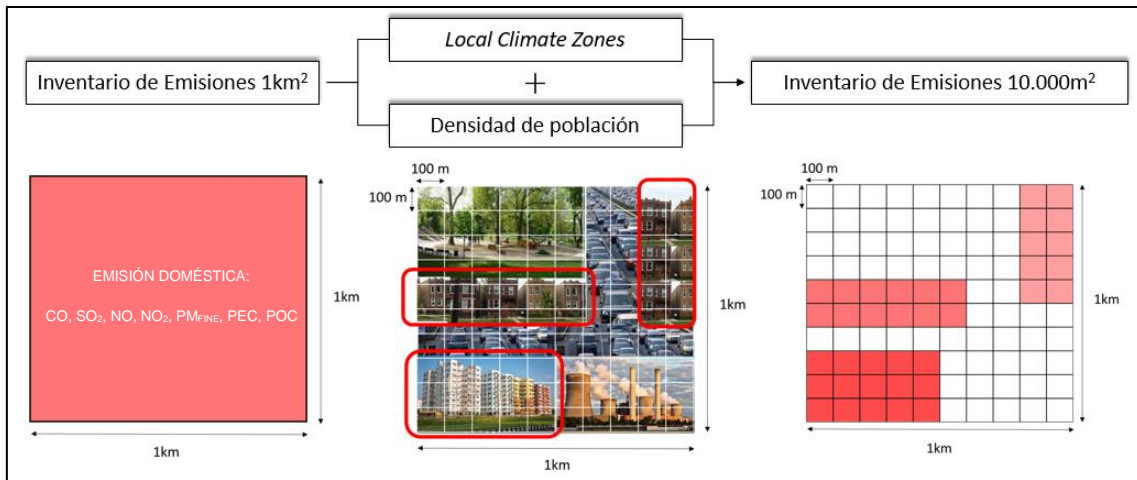 Local Climate Zones
Inventario de Emisiones 1km²
+
Inventario de Emisiones 10.000m²
Densidad de población
100 m
100 m
1km
1km
EMISIÓN DOMÉSTICA:
CO, SO₂, NO, NO₂, PMFINE, PEC, POC
100 m
100 m
1km
1km
1km
1km